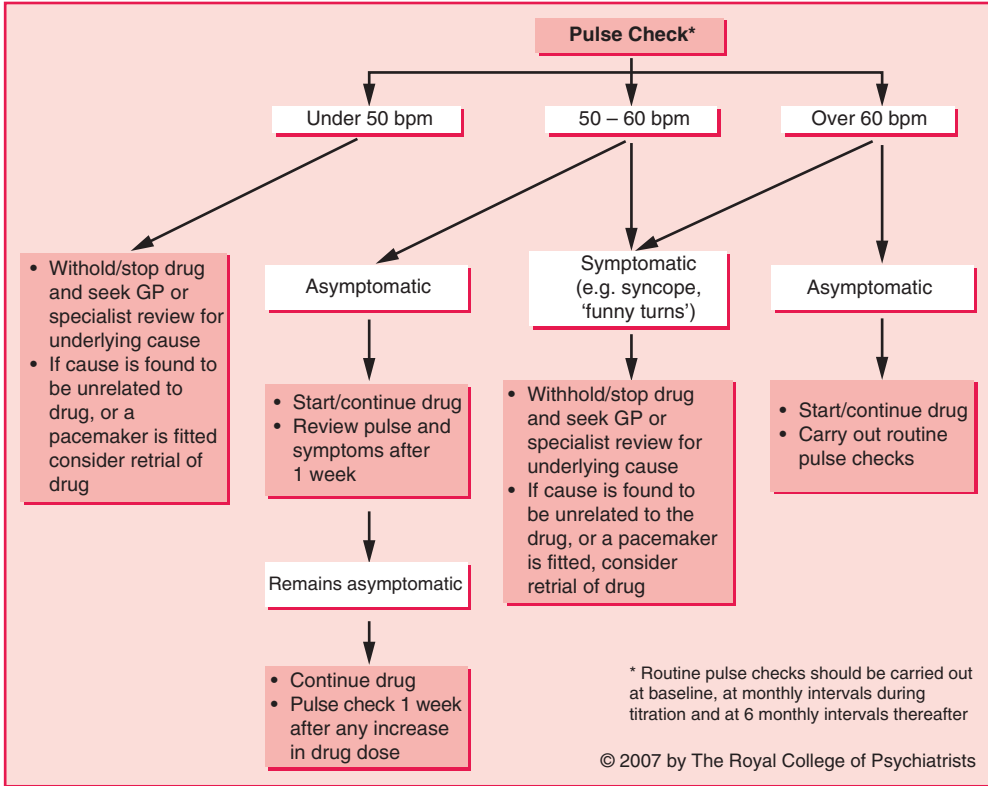 Pulse Check*
Under 50 bpm
50 – 60 bpm
Over 60 bpm
• Withold/stop drug
and seek GP or
specialist review for
underlying cause
• If cause is found to
be unrelated to
drug, or a
pacemaker is fitted
consider retrial of
drug
Asymptomatic
Symptomatic
(e.g. syncope,
‘funny turns’)
Asymptomatic
• Start/continue drug
• Review pulse and
symptoms after
1 week
• Withhold/stop drug
and seek GP or
specialist review for
underlying cause
• If cause is found to
be unrelated to the
drug, or a pacemaker
is fitted, consider
retrial of drug
• Start/continue drug
• Carry out routine
pulse checks
Remains asymptomatic
• Continue drug
• Pulse check 1 week
after any increase
in drug dose
* Routine pulse checks should be carried out
at baseline, at monthly intervals during
titration and at 6 monthly intervals thereafter
© 2007 by The Royal College of Psychiatrists